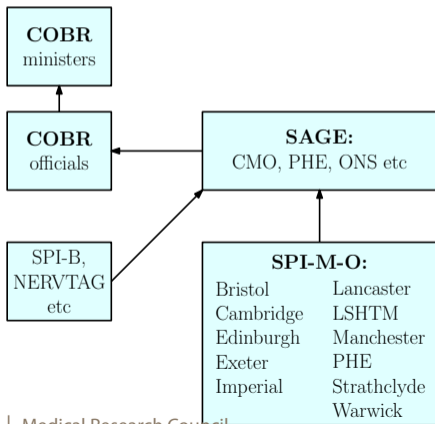 COBR
ministers
COBR
officials
SAGE:
CMO, PHE, ONS etc
SPI-B,
NERVTAG
etc
SPI-M-O:
Bristol
Cambridge
Edinburgh
Exeter
Imperial
Lancaster
LSHTM
Manchester
PHE
Strathclyde
Warwick
Medical Research Council